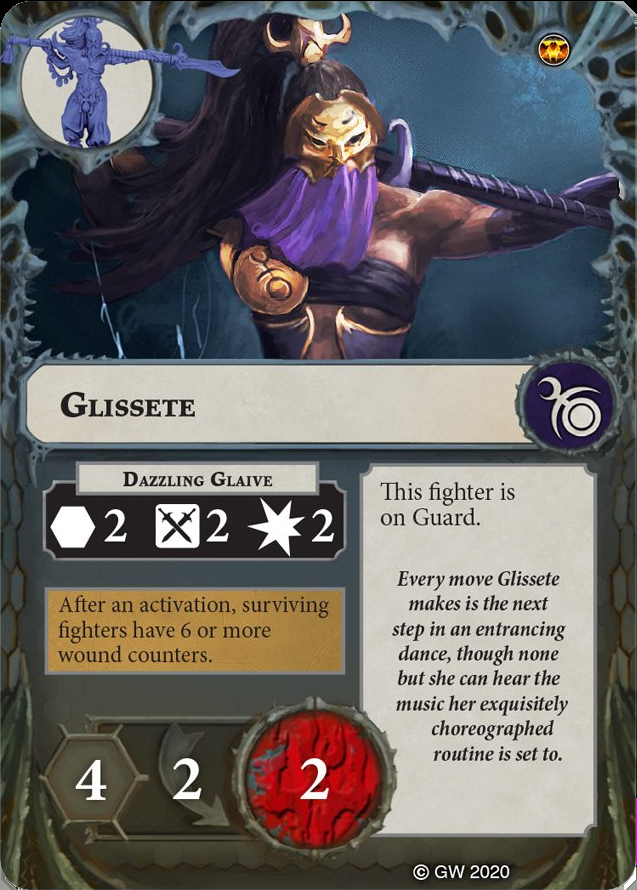 Glissete
Dazzling Glaive
2 2 2
This fighter is
on Guard.
After an activation, surviving
fighters have 6 or more
wound counters.
Every move Glissete
makes is the next
step in an entrancing
dance, though none
but she can hear the
music her exquisitely
choreographed
routine is set to.
4 2 2
© GW 2020